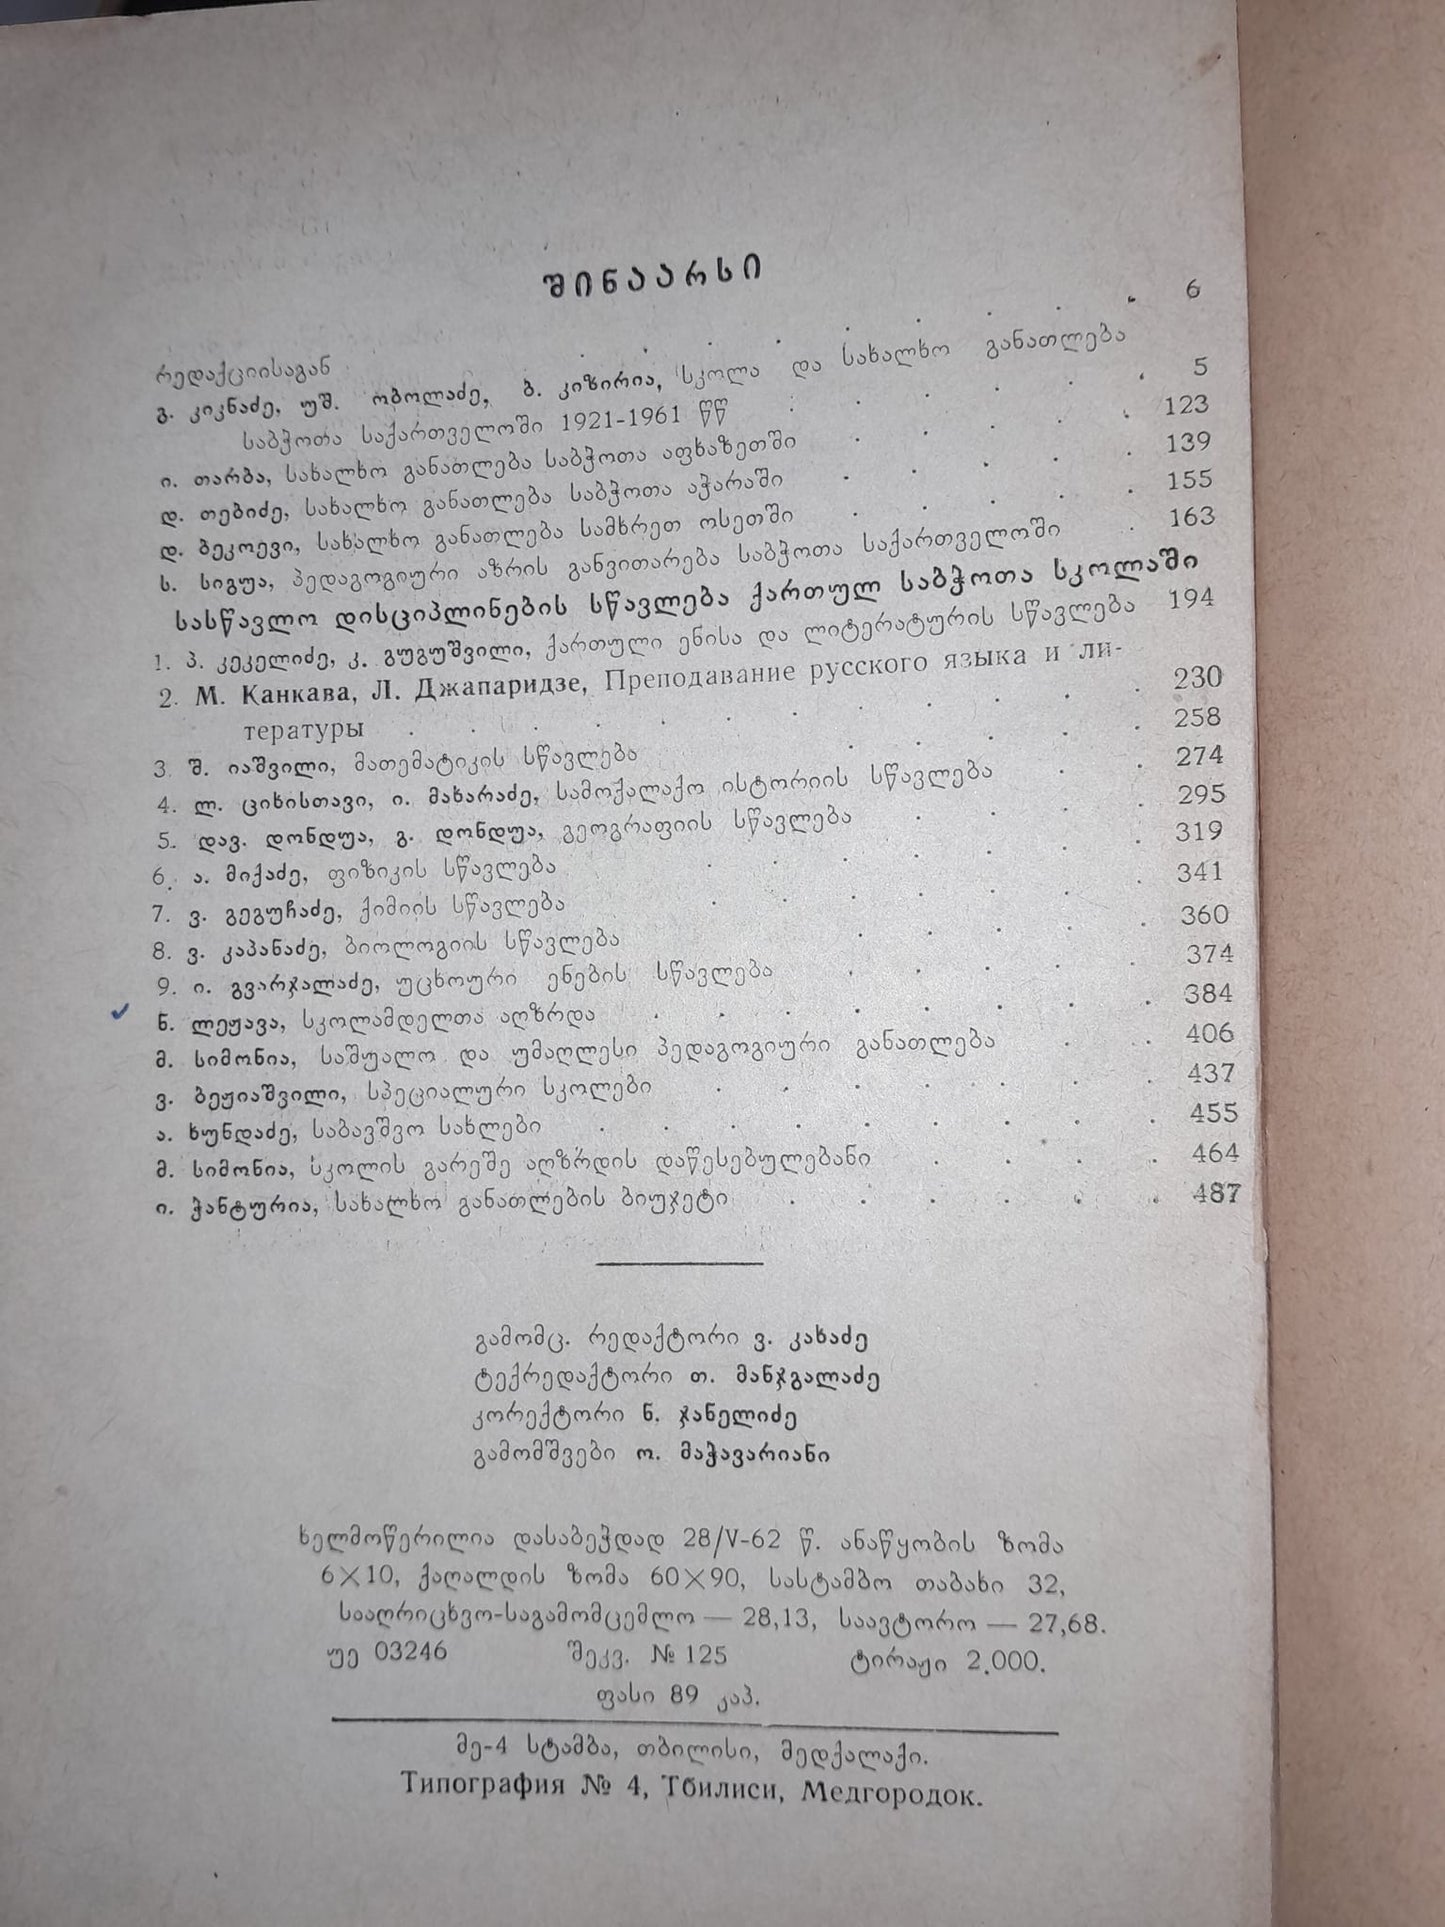 შინაარსი
რედაქციისაგან . . . . . . . . . 6
გ. კიკნაძე, უშ. ობოლაძე, ბ. კიზირია, სკოლა და სახალხო განათლება
საბჭოთა საქართველოში 1921-1961 წწ . . . . . . 5
ი. თარბა, სახალხო განათლება საბჭოთა აფხაზეთში . . . . . 123
დ. თებიძე, სახალხო განათლება საბჭოთა აჭარაში . . . . . 139
დ. ბეკოევი, სახალხო განათლება სამხრეთ ოსეთში . . . . . 155
ს. სიგუა, პედაგოგიური აზრის განვითარება საბჭოთა საქართველოში . 163
სასწავლო დისციპლინების სწავლება ქართულ საბჭოთა სკოლაში
1. პ. კეკელიძე, კ. გუგუშვილი, ქართული ენისა და ლიტერატურის სწავლება 194
2. М. Канкава, Л. Джапаридзе, Преподавание русского языка и ли-
тературы . . . . . . . . . . . . 230
3. შ. იაშვილი, მათემატიკის სწავლება . . . . . 258
4. ლ. ციხისთავი, ი. მახარაძე, სამოქალაქო ისტორიის სწავლება . . 274
5. დავ. დონდუა, გ. დონდუა, გეოგრაფიის სწავლება . . . . 295
6. ა. მიქაძე, ფიზიკის სწავლება . . . . . . . 319
7. ვ. გეგუჩაძე, ქიმიის სწავლება . . . . . . . 341
8. ვ. კაპანაძე, ბიოლოგიის სწავლება . . . . . 360
9. ი. გვარჯალაძე, უცხოური ენების სწავლება . . . . . 374
ნ. ლეჟავა, სკოლამდელთა აღზრდა . . . . . . . . 384
მ. სიმონია, საშუალო და უმაღლესი პედაგოგიური განათლება . . 406
ვ. ბეჟიაშვილი, სპეციალური სკოლები . . . . . . . 437
ა. ხუნდაძე, საბავშვო სახლები . . . . . . . . . 455
მ. სიმონია, სკოლის გარეშე აღზრდის დაწესებულებანი . . . . 464
ი. ჭანტურია, სახალხო განათლების ბიუჯეტი . . . . . . 487
გამომც. რედაქტორი ვ. კახაძე
ტექრედაქტორი თ. მანჯგალაძე
კორექტორი ნ. ჯანელიძე
გამომშვები ო. მაჭავარიანი
ხელმოწერილია დასაბეჭდად 28/V-62 წ. ანაწყობის ზომა
6×10, ქაღალდის ზომა 60×90, სასტამბო თაბახი 32,
სააღრიცხვო-საგამომცემლო — 28,13, საავტორო — 27,68.
უე 03246 შეკვ. № 125 ტირაჟი 2.000.
ფასი 89 კაპ.
მე-4 სტამბა, თბილისი, მედქალაქი.
Типография № 4, Тбилиси, Медгородок.